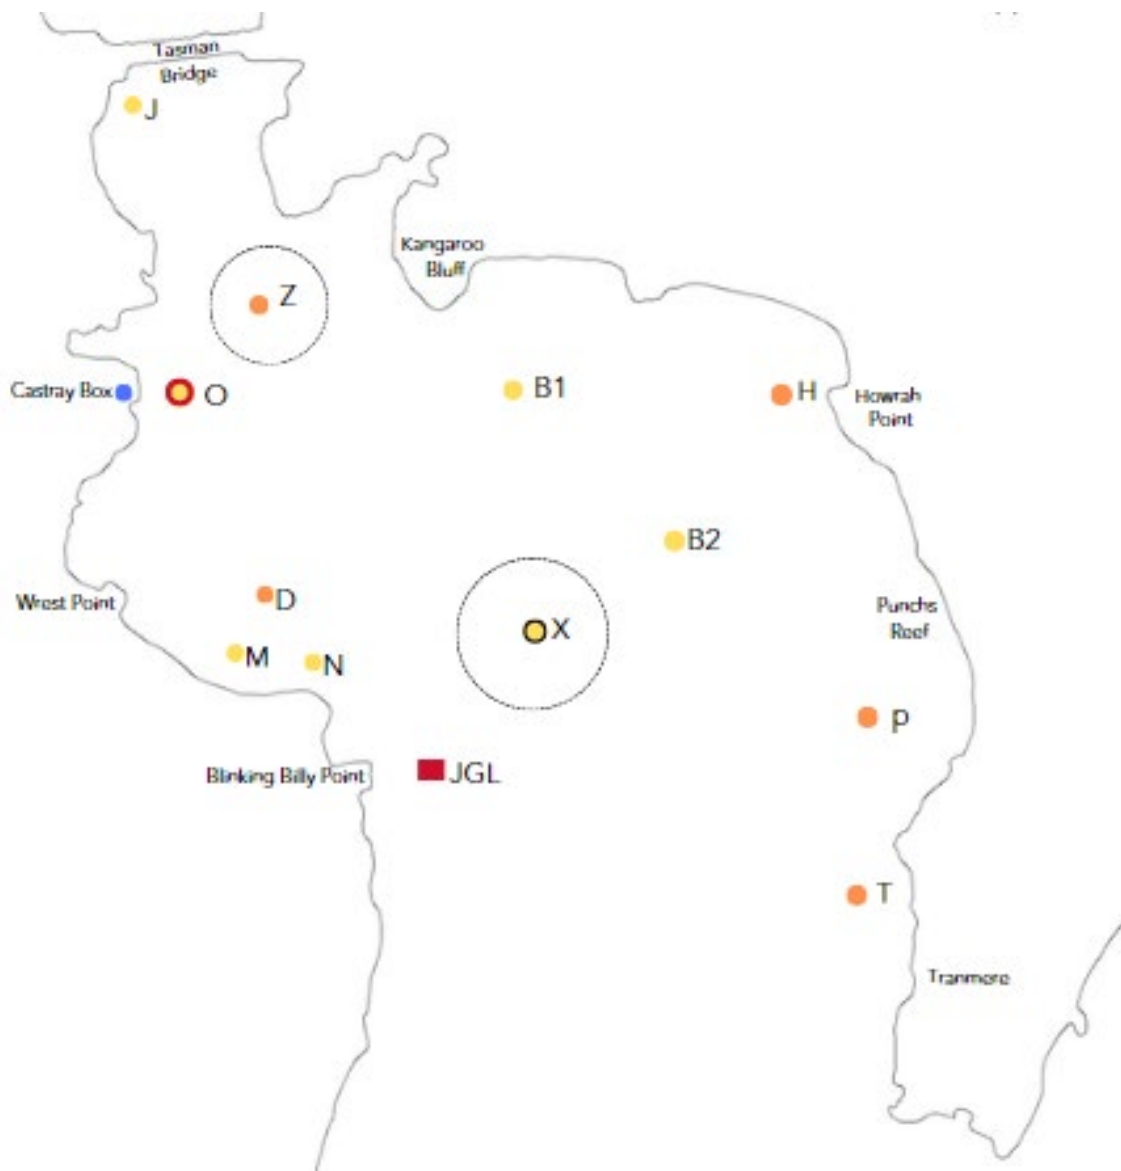 Tasman
Bridge
J
Kangaroo
Bluff
Z
Castray Box
O
B1
H
Howrah
Point
B2
Wrest Point
D
Punchs
Reef
X
M
N
p
Blinking Billy Point
JGL
T
Tranmere